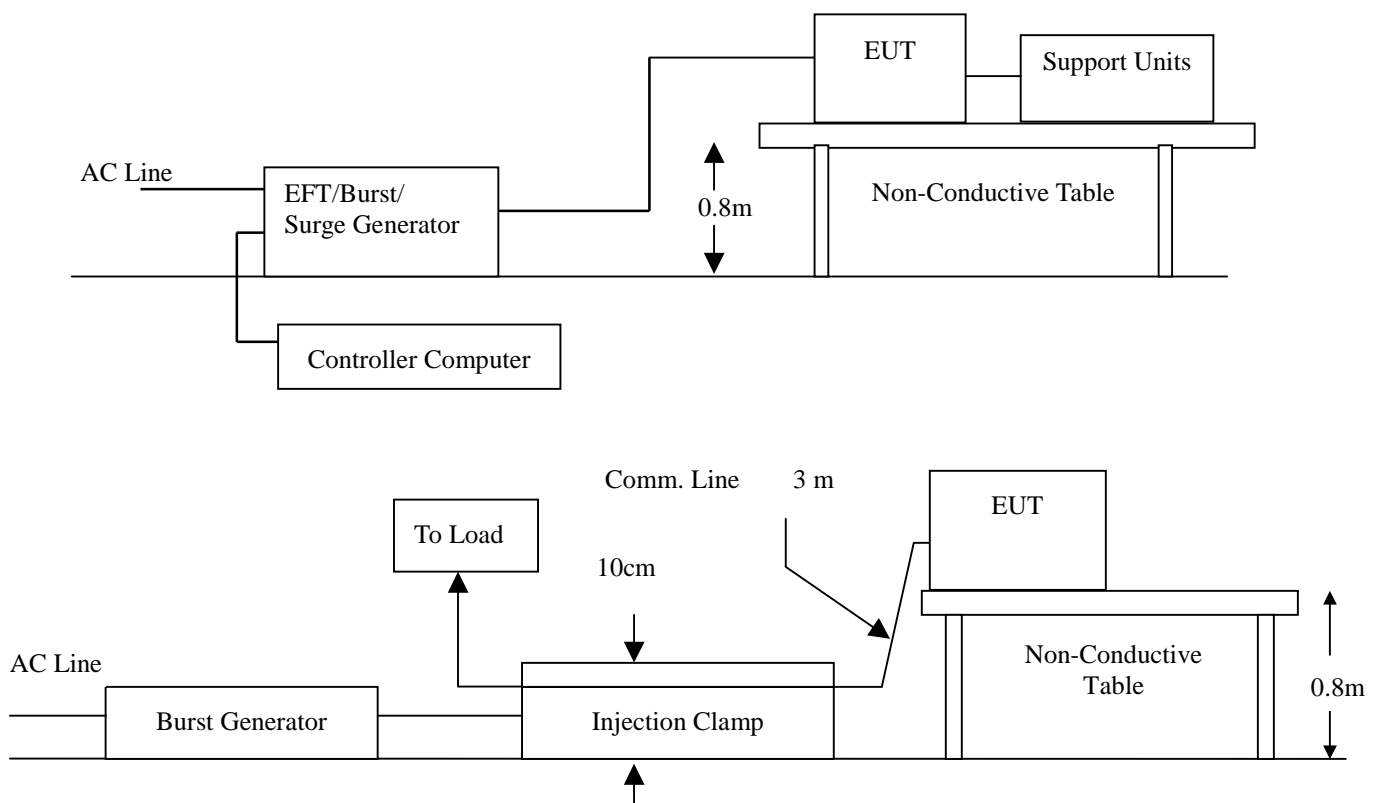 EUT
Support Units
AC Line
EFT/Burst/
Surge Generator
0.8m
Non-Conductive Table
Controller Computer
Comm. Line 3 m
EUT
To Load
10cm
AC Line
Burst Generator
Injection Clamp
Non-Conductive
Table
0.8m